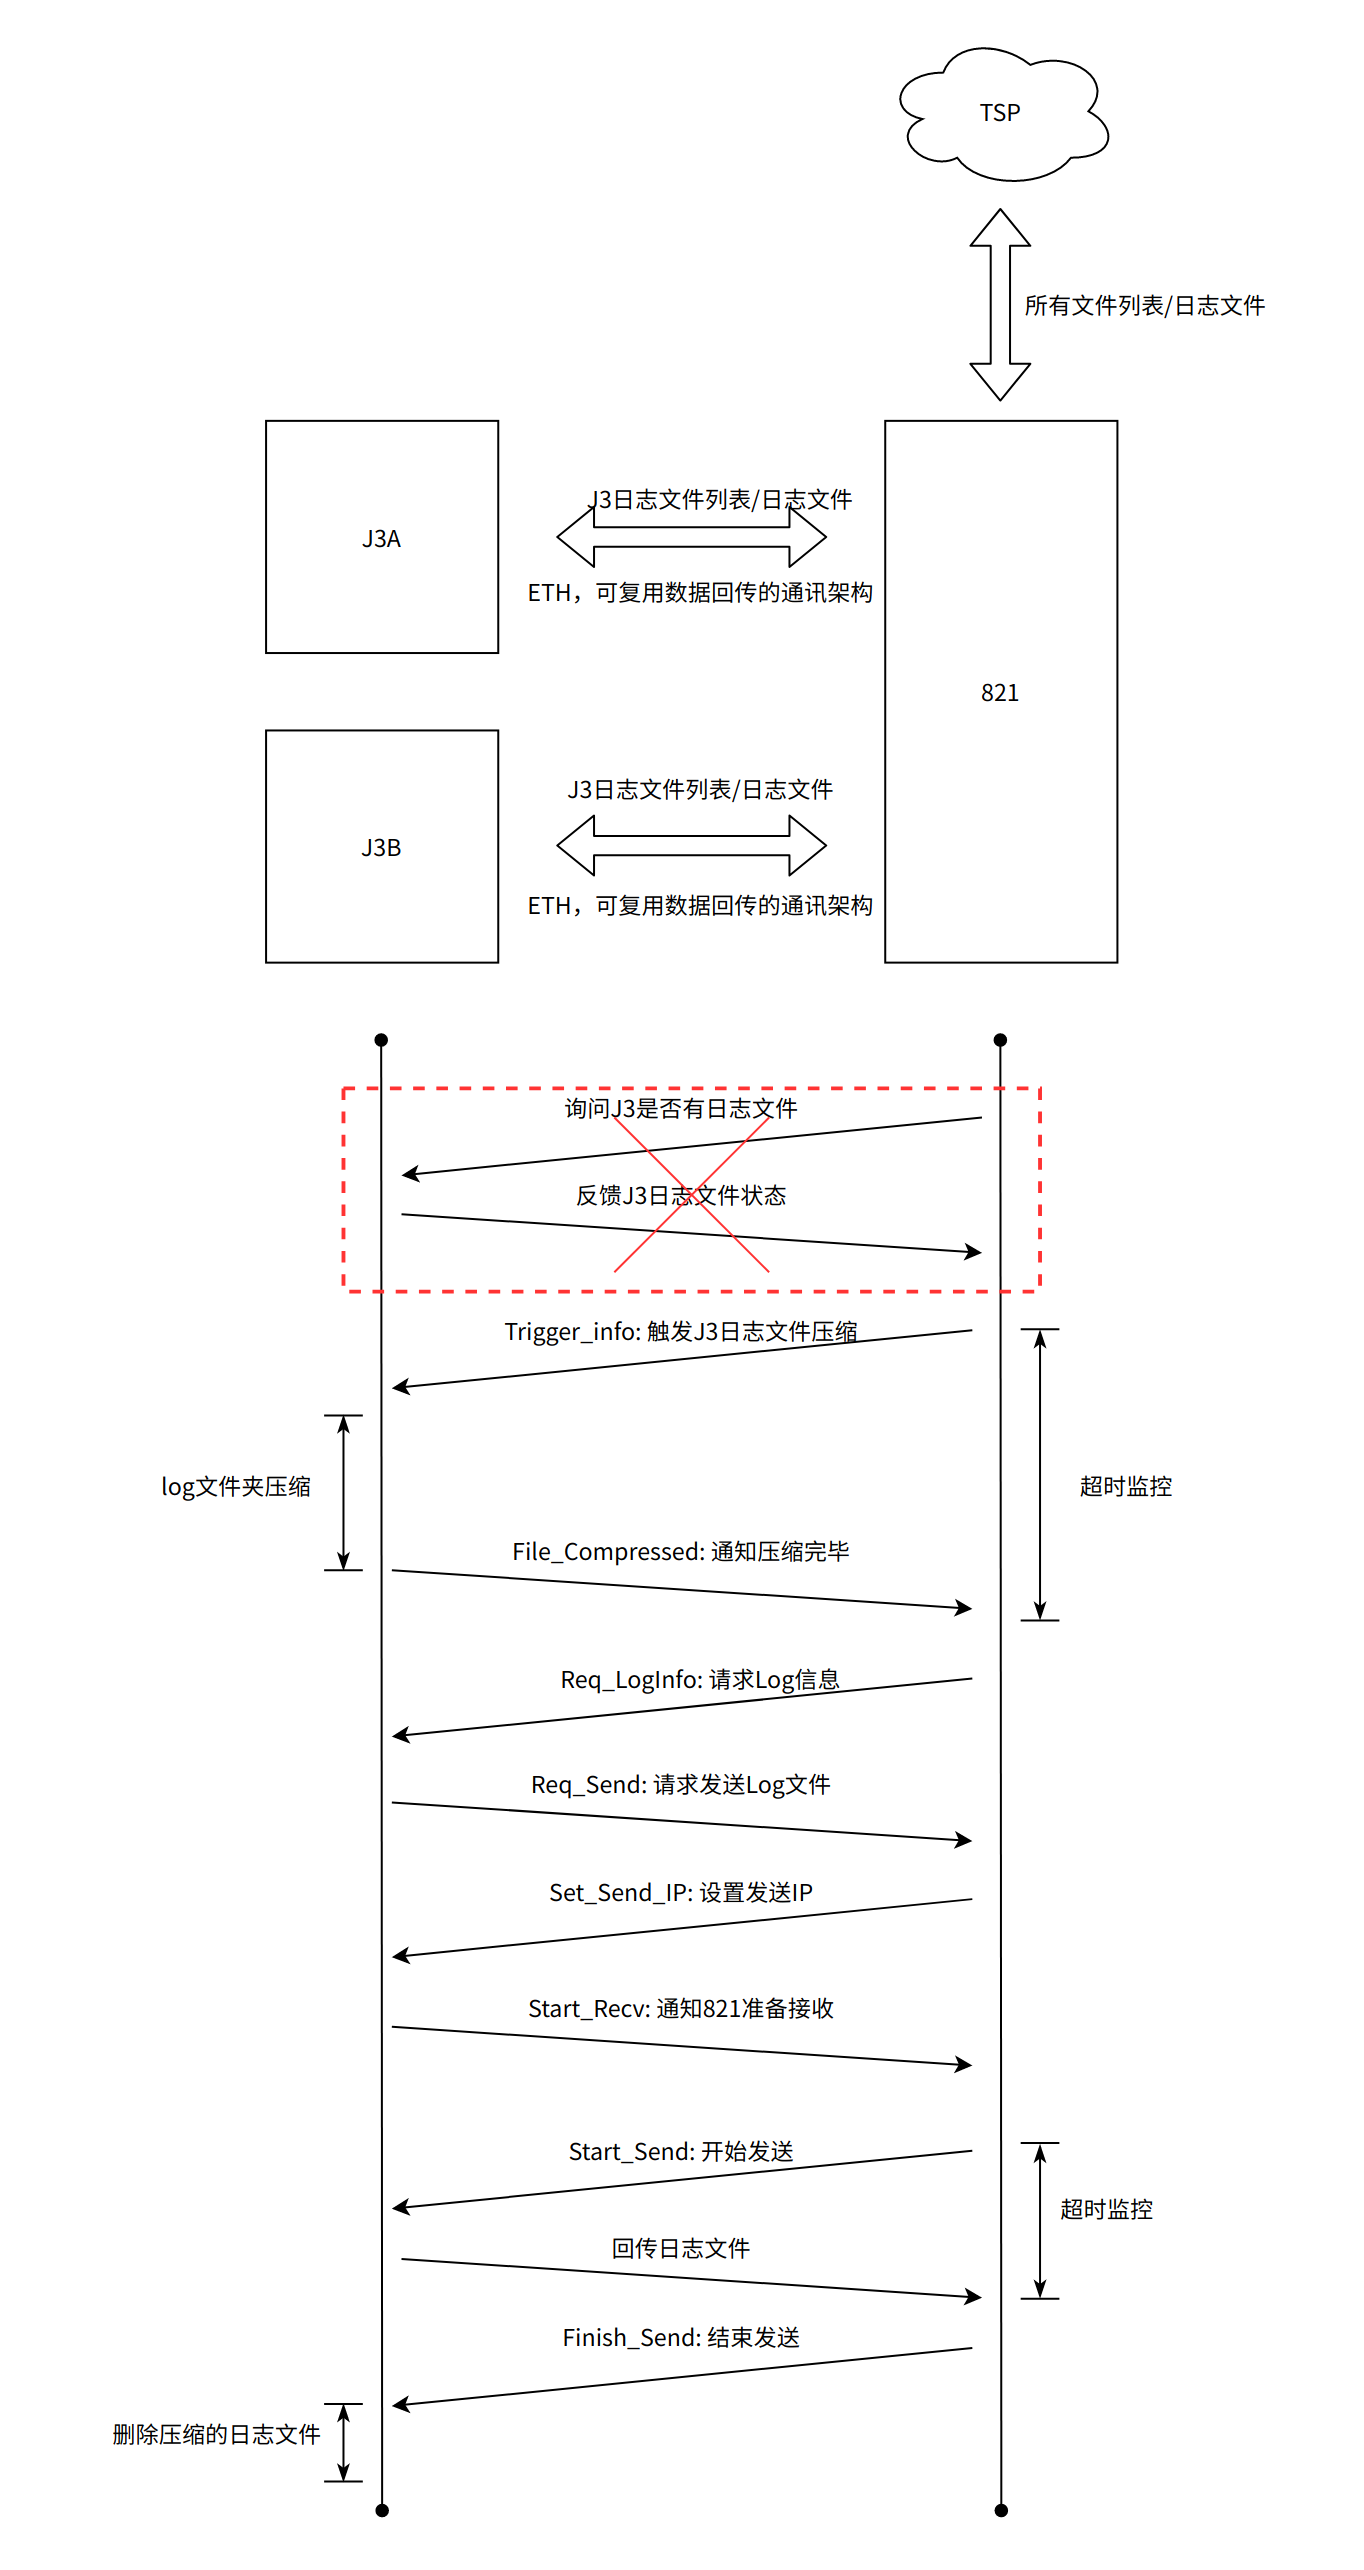 TSP
所有文件列表/日志文件
J3A
J3日志文件列表/日志文件
ETH，可复用数据回传的通讯架构
821
J3B
J3日志文件列表/日志文件
ETH，可复用数据回传的通讯架构
询问J3是否有日志文件
反馈J3日志文件状态
Trigger_info: 触发J3日志文件压缩
log文件夹压缩
超时监控
File_Compressed: 通知压缩完毕
Req_LogInfo: 请求Log信息
Req_Send: 请求发送Log文件
Set_Send_IP: 设置发送IP
Start_Recv: 通知821准备接收
Start_Send: 开始发送
超时监控
回传日志文件
Finish_Send: 结束发送
删除压缩的日志文件